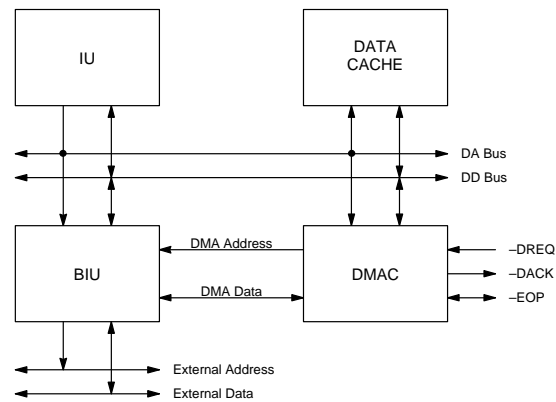 IU
DATA
CACHE
DA Bus
DD Bus
BIU
DMA Address
DMA Data
DMAC
–DREQ
–DACK
–EOP
External Address
External Data